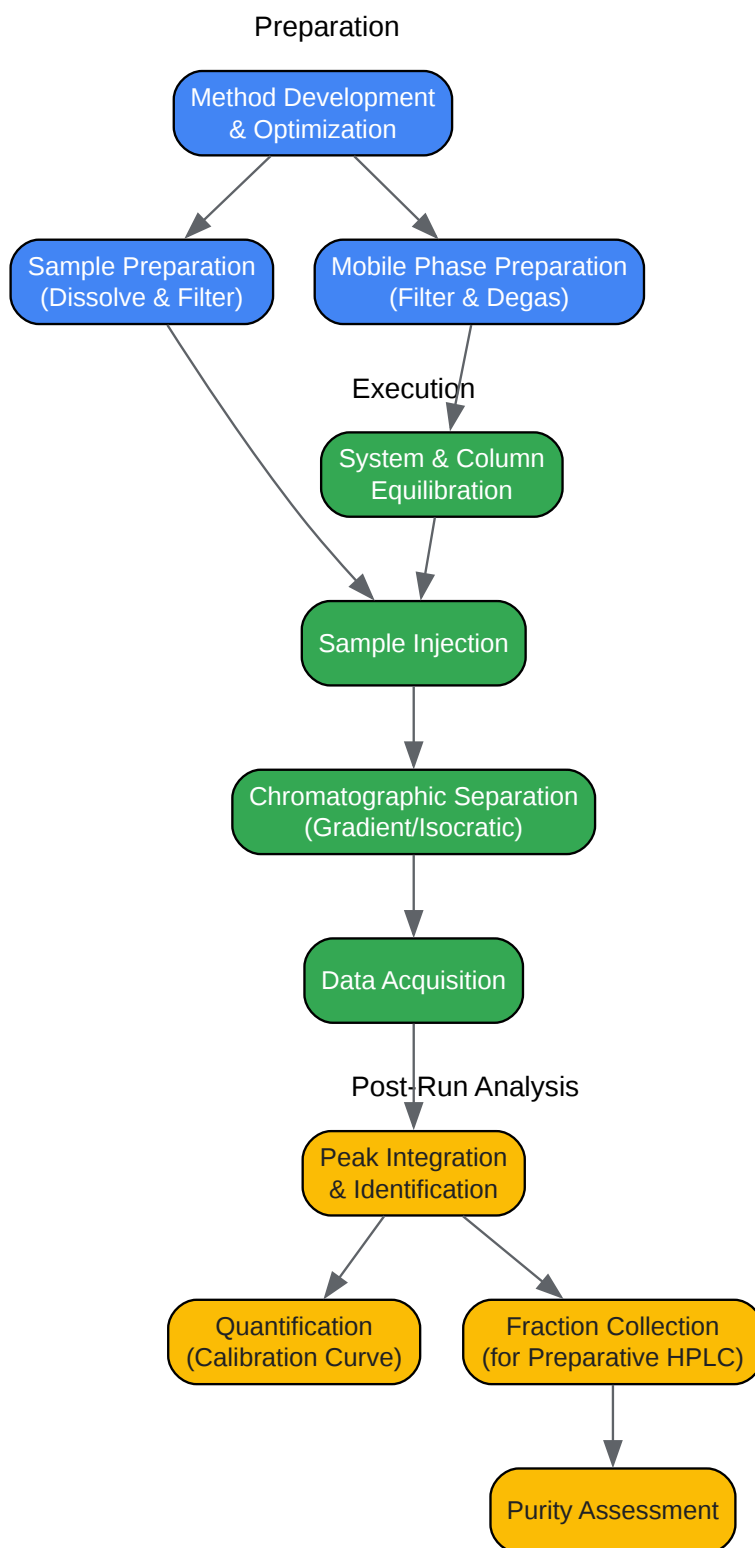 Preparation
Method Development
& Optimization
Sample Preparation
(Dissolve & Filter)
Mobile Phase Preparation
(Filter & Degas)
Execution
System & Column
Equilibration
Sample Injection
Chromatographic Separation
(Gradient/Isocratic)
Data Acquisition
Post-Run Analysis
Peak Integration
& Identification
Quantification
(Calibration Curve)
Fraction Collection
(for Preparative HPLC)
Purity Assessment